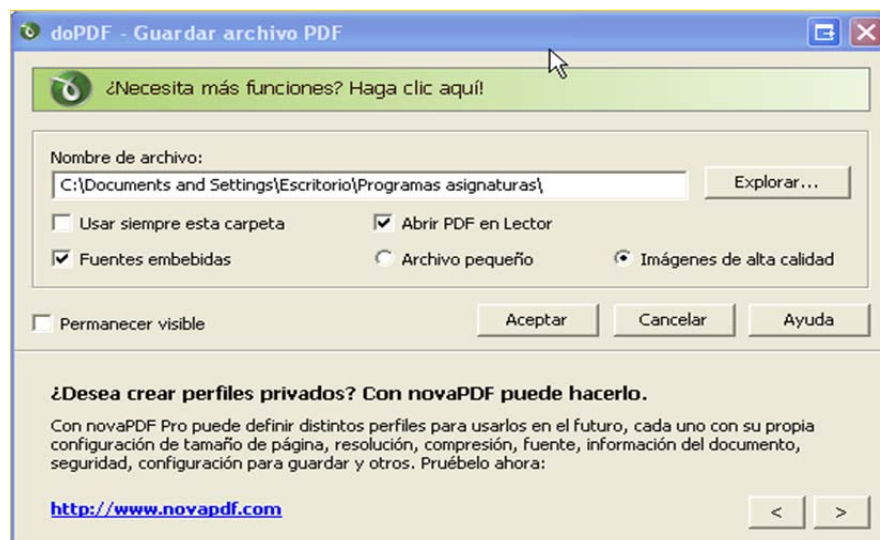 doPDF - Guardar archivo PDF
¿Necesita más funciones? Haga clic aquí!
Nombre de archivo:
C:\Documents and Settings\Escritorio\Programas asignaturas\
Explorar...
Usar siempre esta carpeta
Abrir PDF en Lector
Fuentes embebidas
Archivo pequeño
Imágenes de alta calidad
Permanecer visible
Aceptar
Cancelar
Ayuda
¿Desea crear perfiles privados? Con novaPDF puede hacerlo.
Con novaPDF Pro puede definir distintos perfiles para usarlos en el futuro, cada uno con su propia
configuración de tamaño de página, resolución, compresión, fuente, información del documento,
seguridad, configuración para guardar y otros. Pruébelo ahora:
http://www.novapdf.com
< >